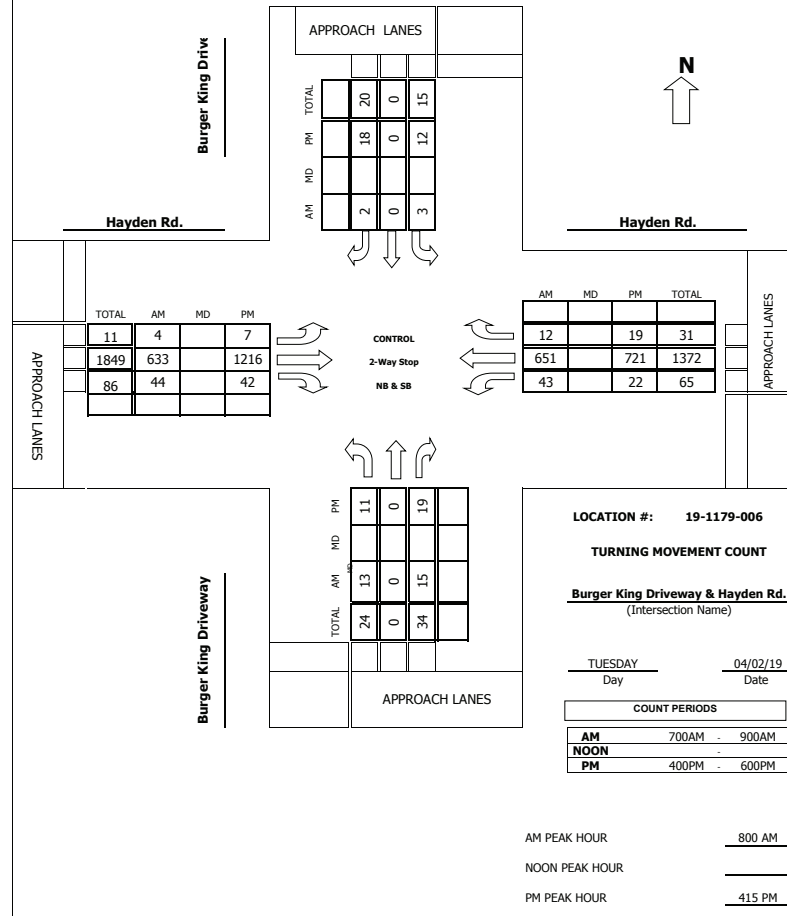 APPROACH LANES
Burger King Drive
N
TOTAL 20 0 15
PM 18 0 12
MD
AM 2 0 3
Hayden Rd.
Hayden Rd.
TOTAL AM MD PM
11 4 7
1849 633 1216
86 44 42
APPROACH LANES
CONTROL
2-Way Stop
NB & SB
AM MD PM TOTAL
12 19 31
651 721 1372
43 22 65
APPROACH LANES
PM 11 0 19
MD
AM 13 0 15
TOTAL 24 0 34
Burger King Driveway
APPROACH LANES
LOCATION #: 19-1179-006
TURNING MOVEMENT COUNT
Burger King Driveway & Hayden Rd.
(Intersection Name)
TUESDAY 04/02/19
Day Date
COUNT PERIODS
AM 700AM - 900AM
NOON -
PM 400PM - 600PM
AM PEAK HOUR 800 AM
NOON PEAK HOUR
PM PEAK HOUR 415 PM